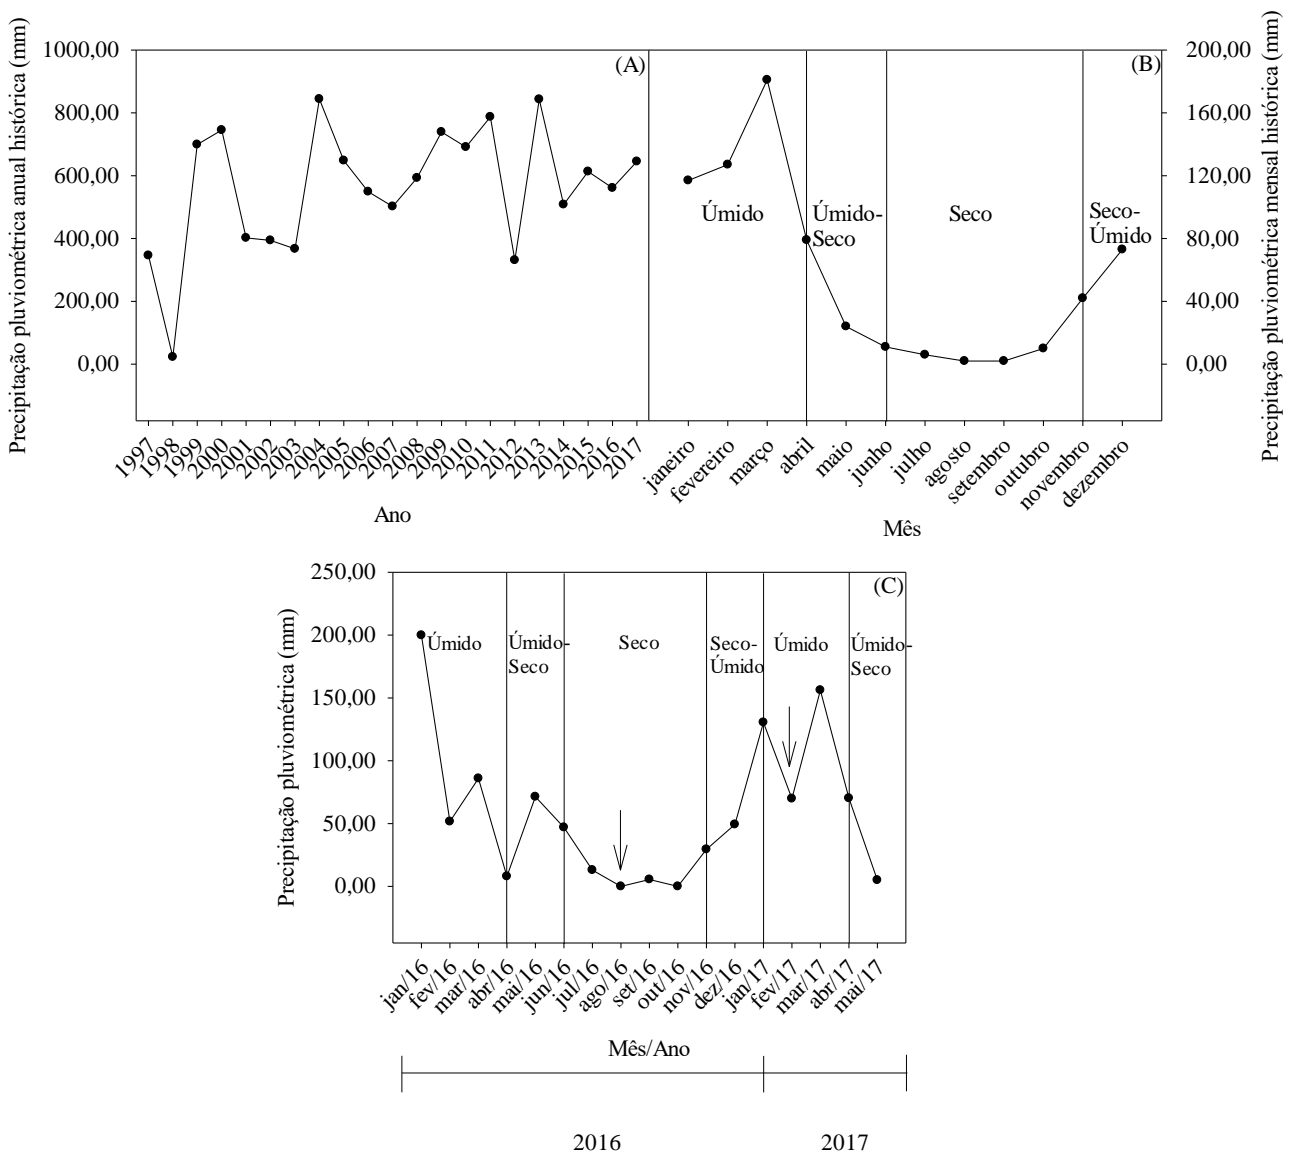 Precipitação pluviométrica anual histórica (mm)
1000,00
800,00
600,00
400,00
200,00
0,00
(A)
1997
1998
1999
2000
2001
2002
2003
2004
2005
2006
2007
2008
2009
2010
2011
2012
2013
2014
2015
2016
2017
Ano
(B)
Úmido
Úmido-
Seco
Seco
Seco-
Úmido
200,00
160,00
120,00
80,00
40,00
0,00
Precipitação pluviométrica mensal histórica (mm)
janeiro
fevereiro
março
abril
maio
junho
julho
agosto
setembro
outubro
novembro
dezembro
Mês
Precipitação pluviométrica (mm)
250,00
200,00
150,00
100,00
50,00
0,00
(C)
Úmido
Úmido-
Seco
Seco
Seco-
Úmido
Úmido
Úmido-
Seco
jan/16
fev/16
mar/16
abr/16
mai/16
jun/16
jul/16
ago/16
set/16
out/16
nov/16
dez/16
jan/17
fev/17
mar/17
abr/17
mai/17
Mês/Ano
2016
2017